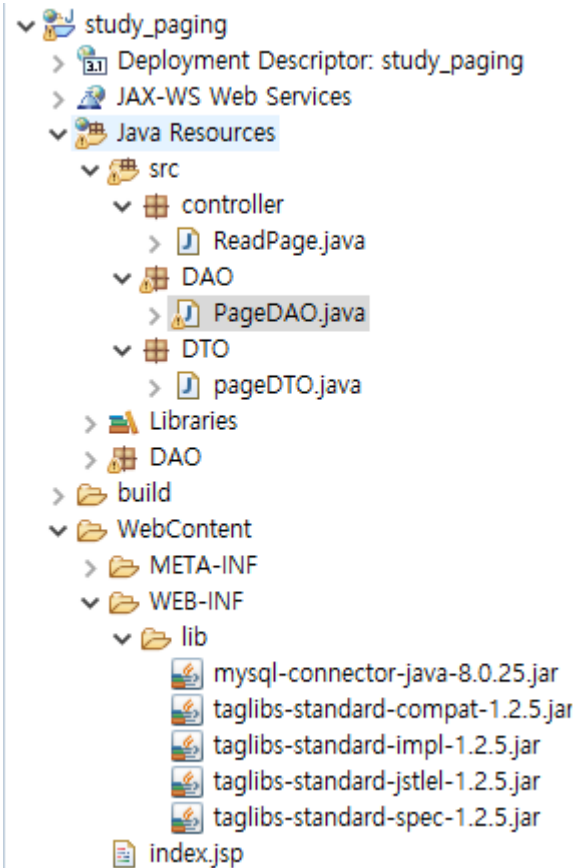 study_paging
3.1 Deployment Descriptor: study_paging
JAX-WS Web Services
Java Resources
src
controller
J ReadPage.java
DAO
J PageDAO.java
DTO
J pageDTO.java
Libraries
DAO
build
WebContent
META-INF
WEB-INF
lib
mysql-connector-java-8.0.25.jar
taglibs-standard-compat-1.2.5.jar
taglibs-standard-impl-1.2.5.jar
taglibs-standard-jstlel-1.2.5.jar
taglibs-standard-spec-1.2.5.jar
index.jsp